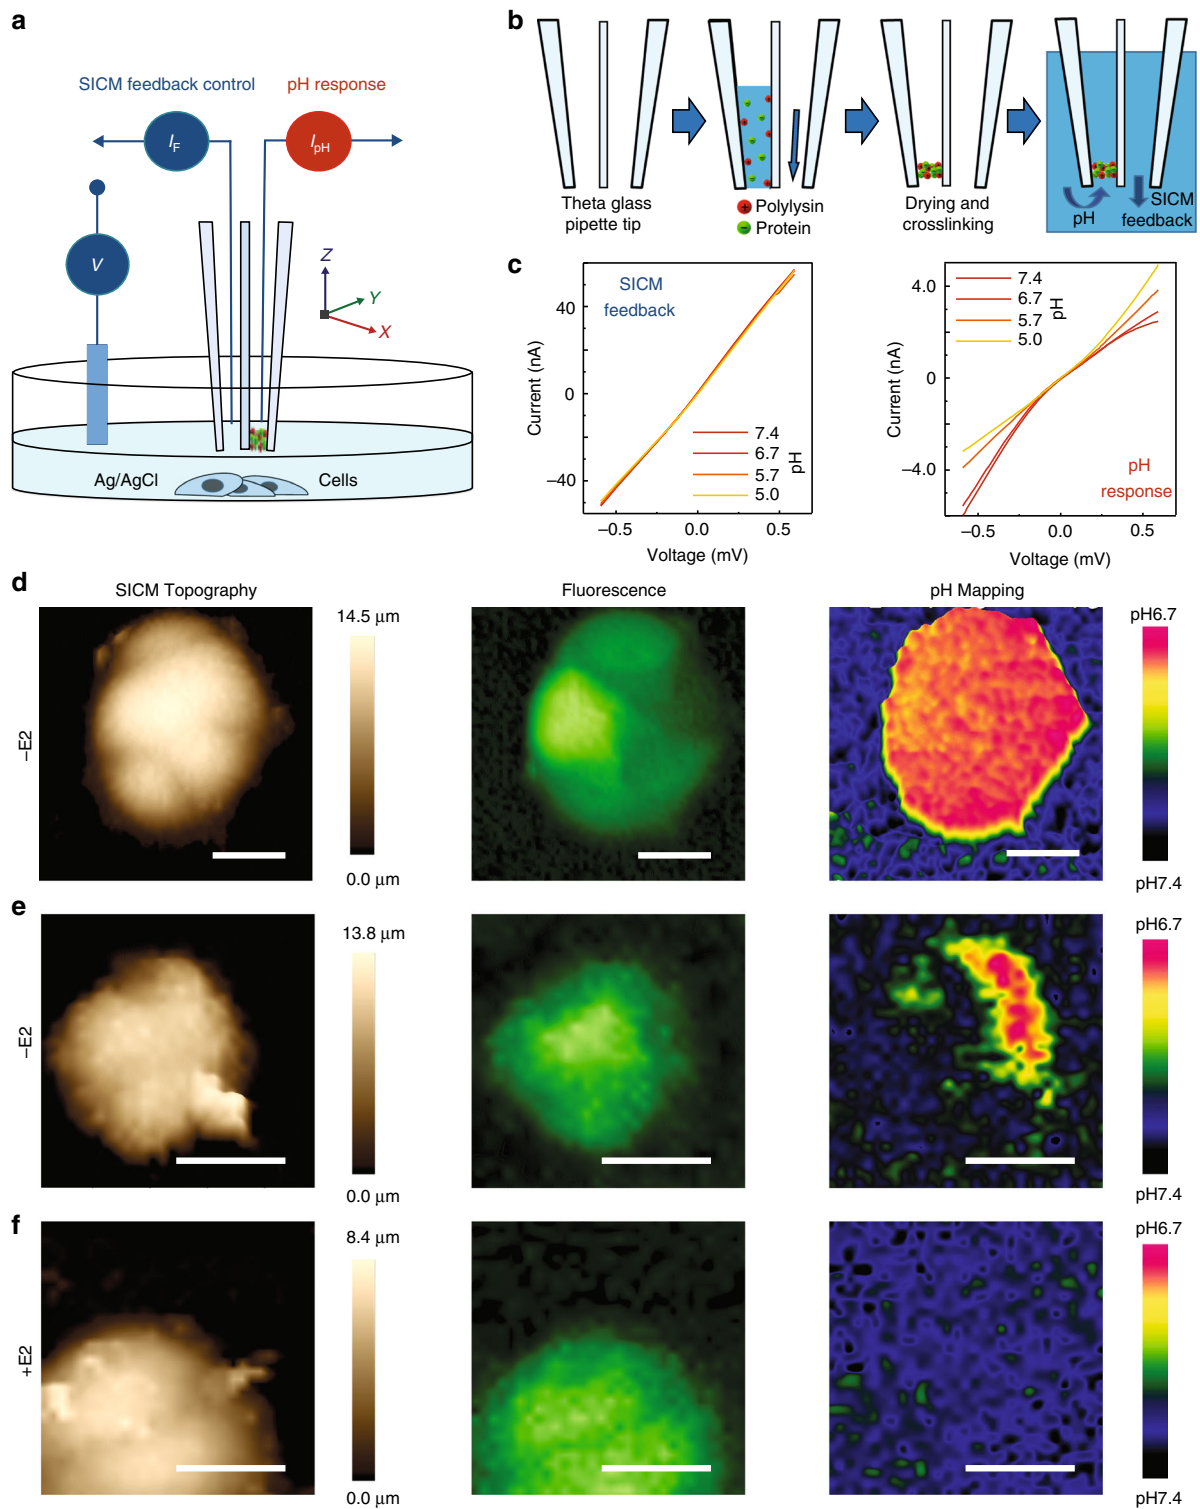 a
SICM feedback control
pH response
I_F
I_pH
V
Z
Y
X
Ag/AgCl
Cells
b
Theta glass
pipette tip
+ Polylysin
− Protein
Drying and
crosslinking
pH
SICM
feedback
c
SICM
feedback
Current (nA)
40
0
−40
−0.5
0.0
0.5
Voltage (mV)
7.4
6.7
5.7
5.0
pH
Current (nA)
4.0
0
−4.0
−0.5
0.0
0.5
Voltage (mV)
7.4
6.7
5.7
5.0
pH
pH
response
d
SICM Topography
Fluorescence
pH Mapping
−E2
14.5 μm
0.0 μm
pH6.7
pH7.4
e
−E2
13.8 μm
0.0 μm
pH6.7
pH7.4
f
+E2
8.4 μm
0.0 μm
pH6.7
pH7.4